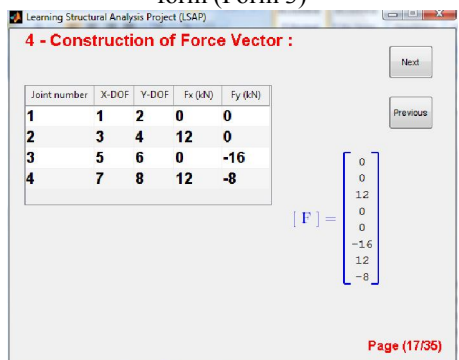 form (Form 5)
Learning Structural Analysis Project (LSAP)
4 - Construction of Force Vector :
Next
Previous
Joint number X-DOF Y-DOF Fx (kN) Fy (kN)
1 1 2 0 0
2 3 4 12 0
3 5 6 0 -16
4 7 8 12 -8
[ F ] =
0
0
12
0
0
-16
12
-8
Page (17/35)